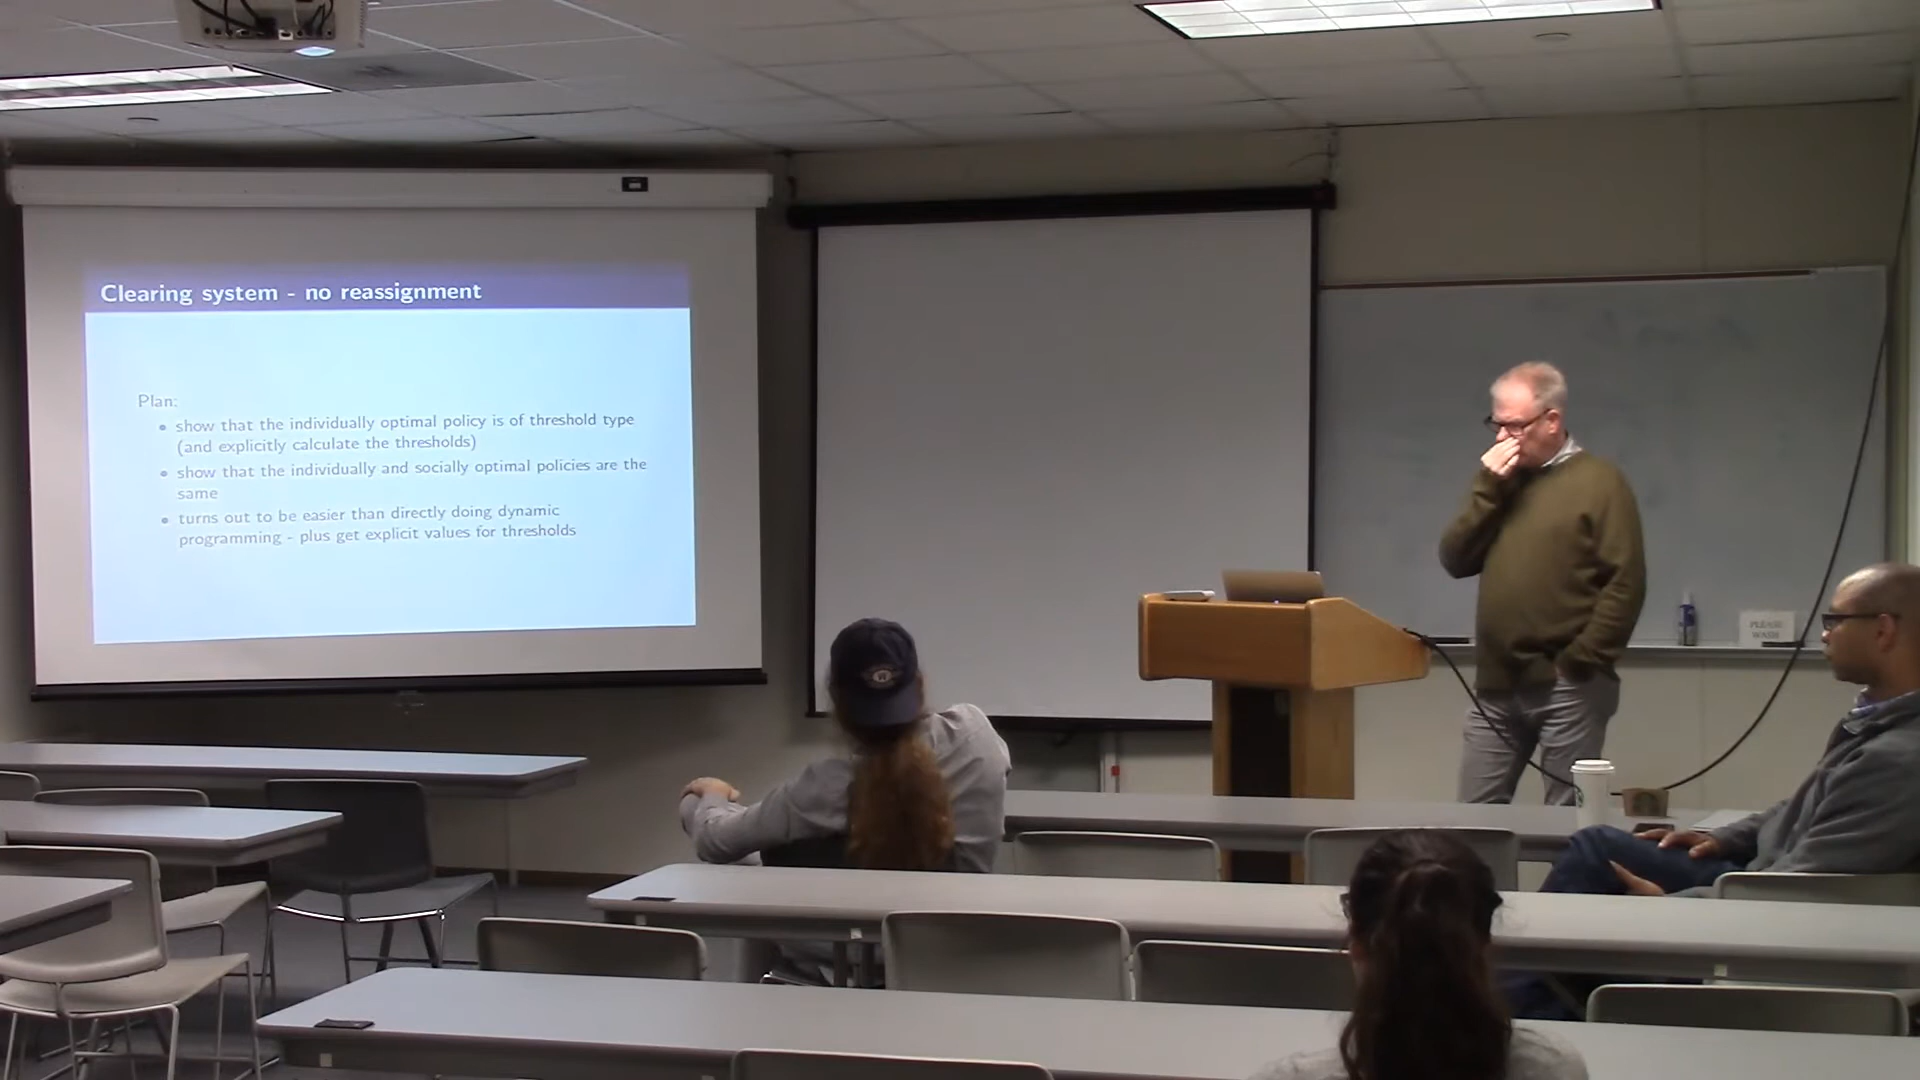 Clearing system - no reassignment
Plan:
show that the individually optimal policy is of threshold type
(and explicitly calculate the thresholds)
show that the individually and socially optimal policies are the
same
turns out to be easier than directly doing dynamic
programming - plus get explicit values for thresholds
PLEASE
WASH